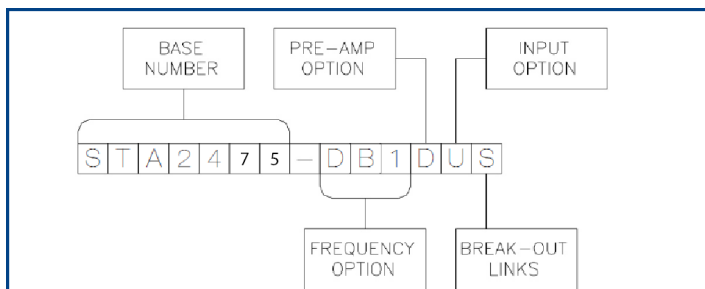 BASE
NUMBER
PRE-AMP
OPTION
INPUT
OPTION
STA2475-DB1DUS
FREQUENCY
OPTION
BREAK-OUT
LINKS